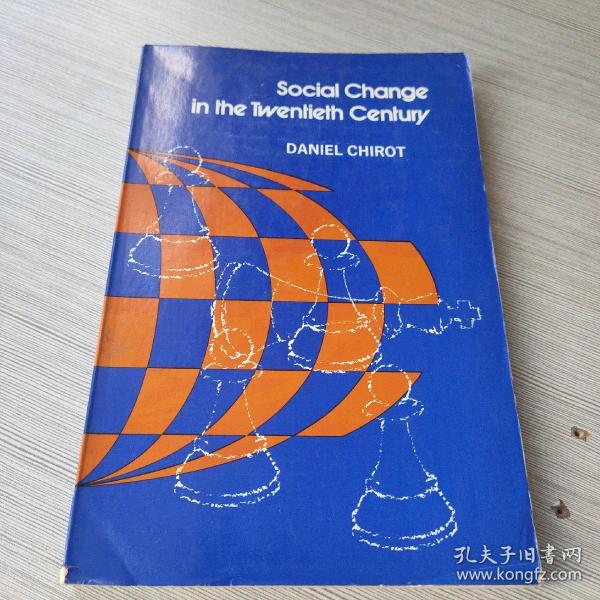 Social Change
in the Twentieth Century
DANIEL CHIROT
孔夫子旧书网
www.kongfz.com